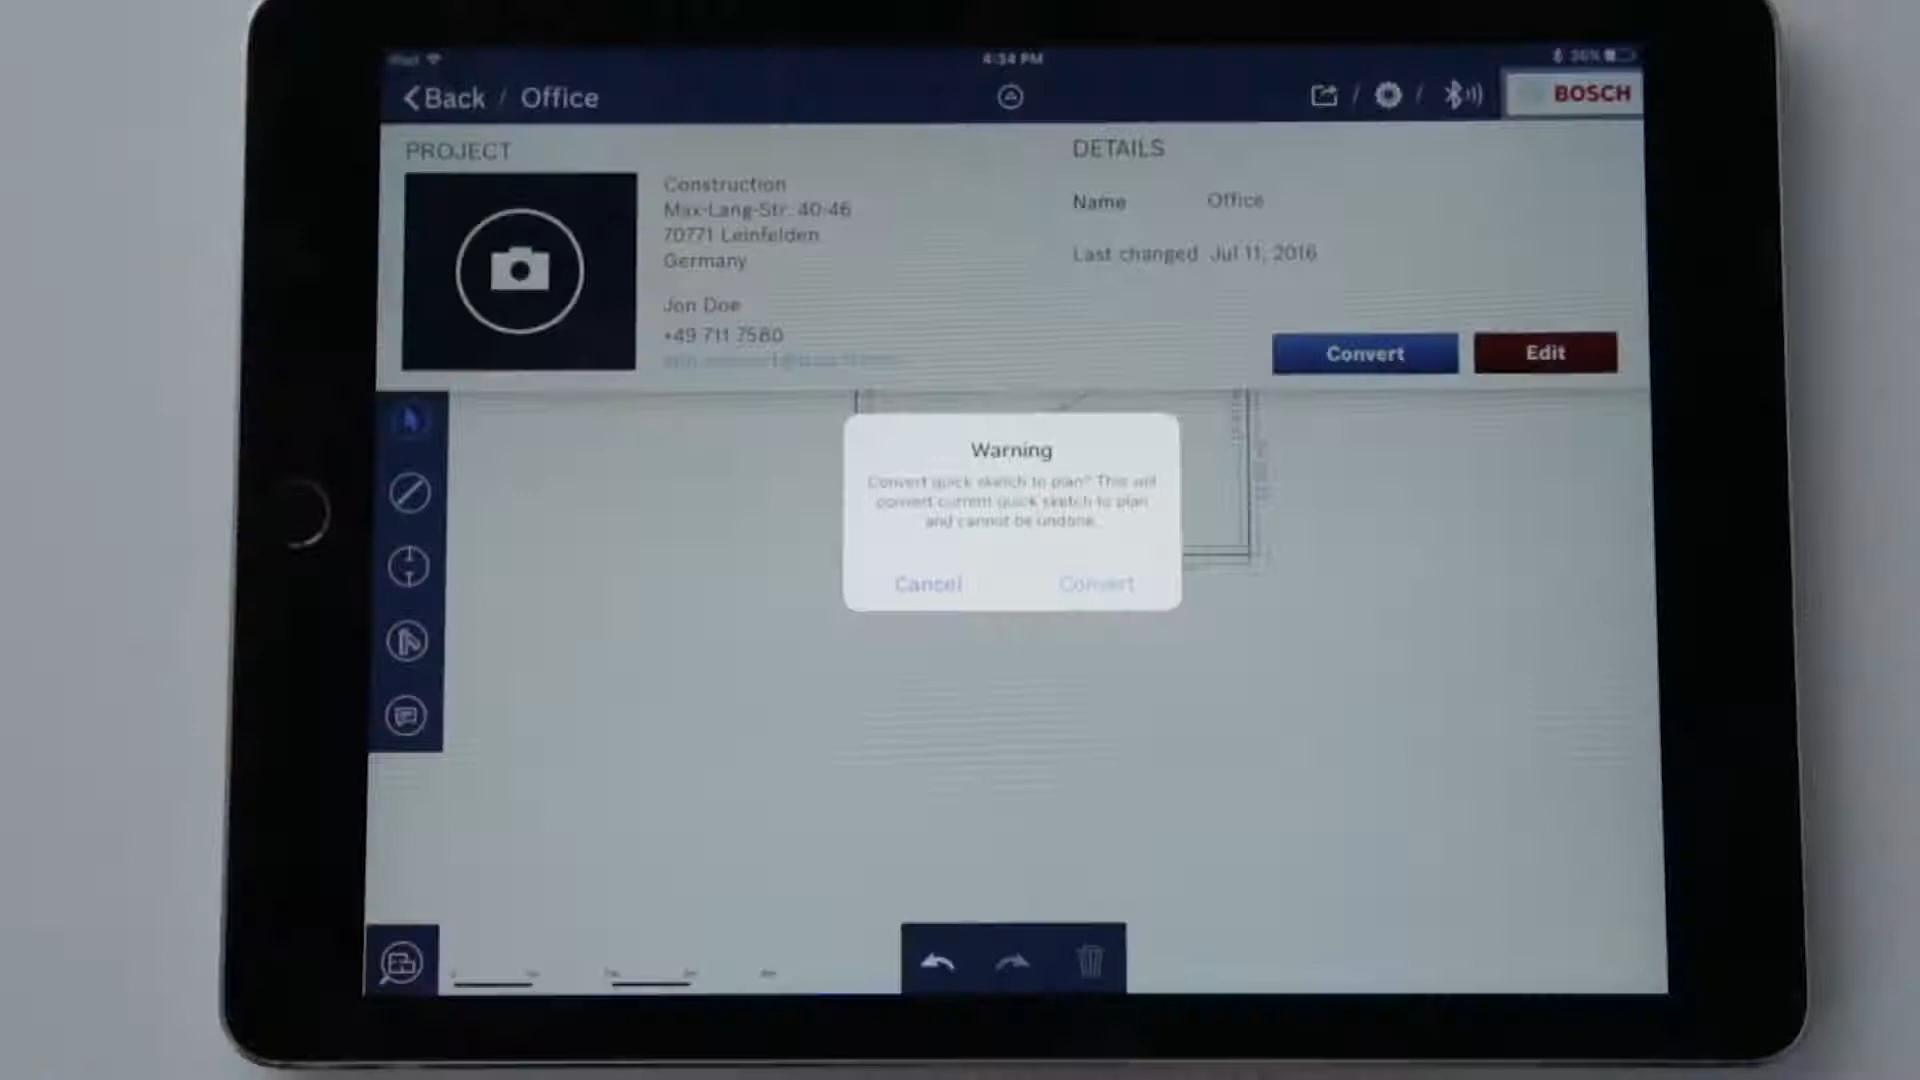 iPad
4:34 PM
36%
Back / Office
BOSCH
PROJECT
Construction
Max-Lang-Str. 40-46
70771 Leinfelden
Germany
Jon Doe
+49 711 7580
DETAILS
Name Office
Last changed Jul 11, 2016
Convert
Edit
Warning
Convert quick sketch to plan? This will
convert current quick sketch to plan
and cannot be undone.
Cancel
Convert